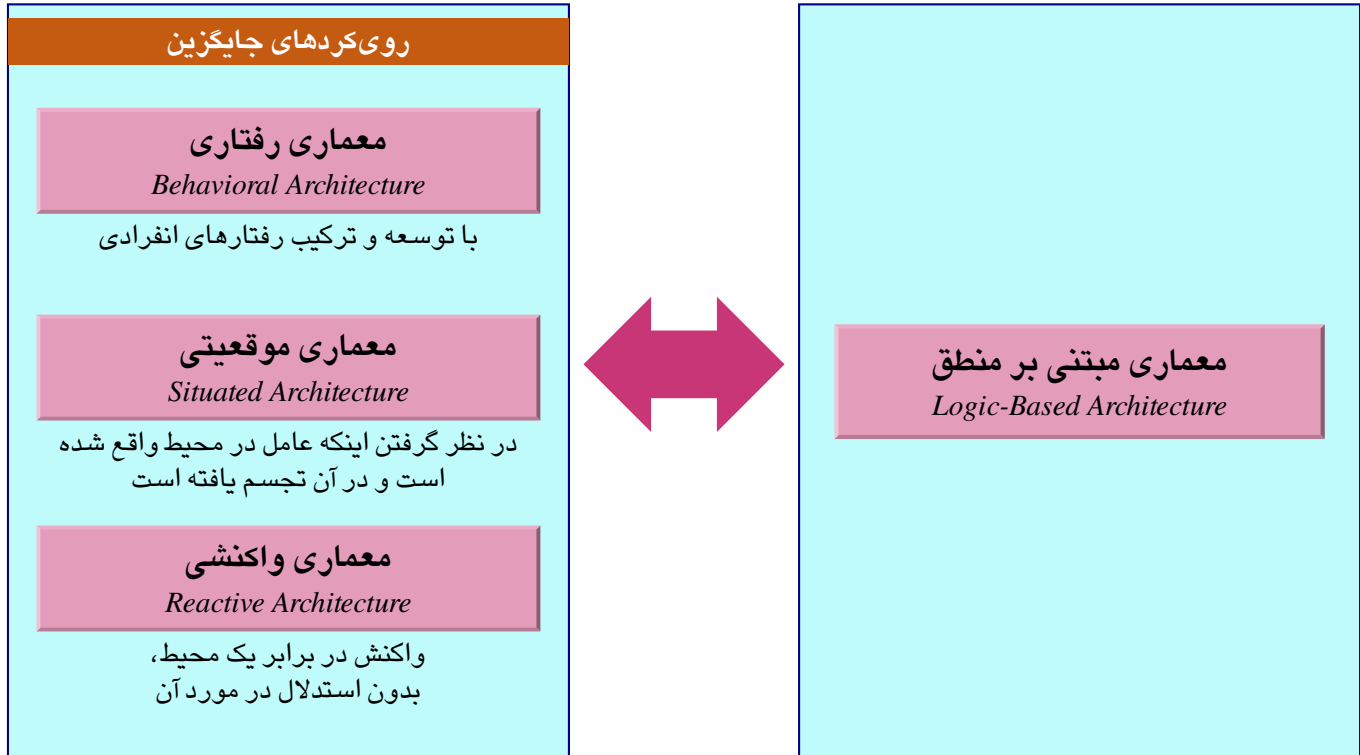 روی‌کردهای جایگزین
معماری رفتاری
Behavioral Architecture
با توسعه و ترکیب رفتارهای انفرادی
معماری موقعیتی
Situated Architecture
در نظر گرفتن اینکه عامل در محیط واقع شده
است و در آن تجسم یافته است
معماری واکنشی
Reactive Architecture
واکنش در برابر یک محیط،
بدون استدلال در مورد آن
معماری مبتنی بر منطق
Logic-Based Architecture